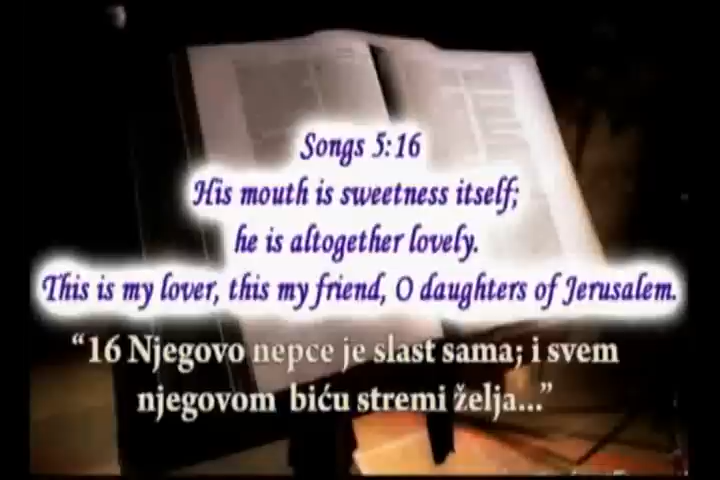 Songs 5:16
His mouth is sweetness itself;
he is altogether lovely.
This is my lover, this my friend, O daughters of Jerusalem.
“16 Njegovo nepce je slast sama; i svem
njegovom biću stremi želja...”